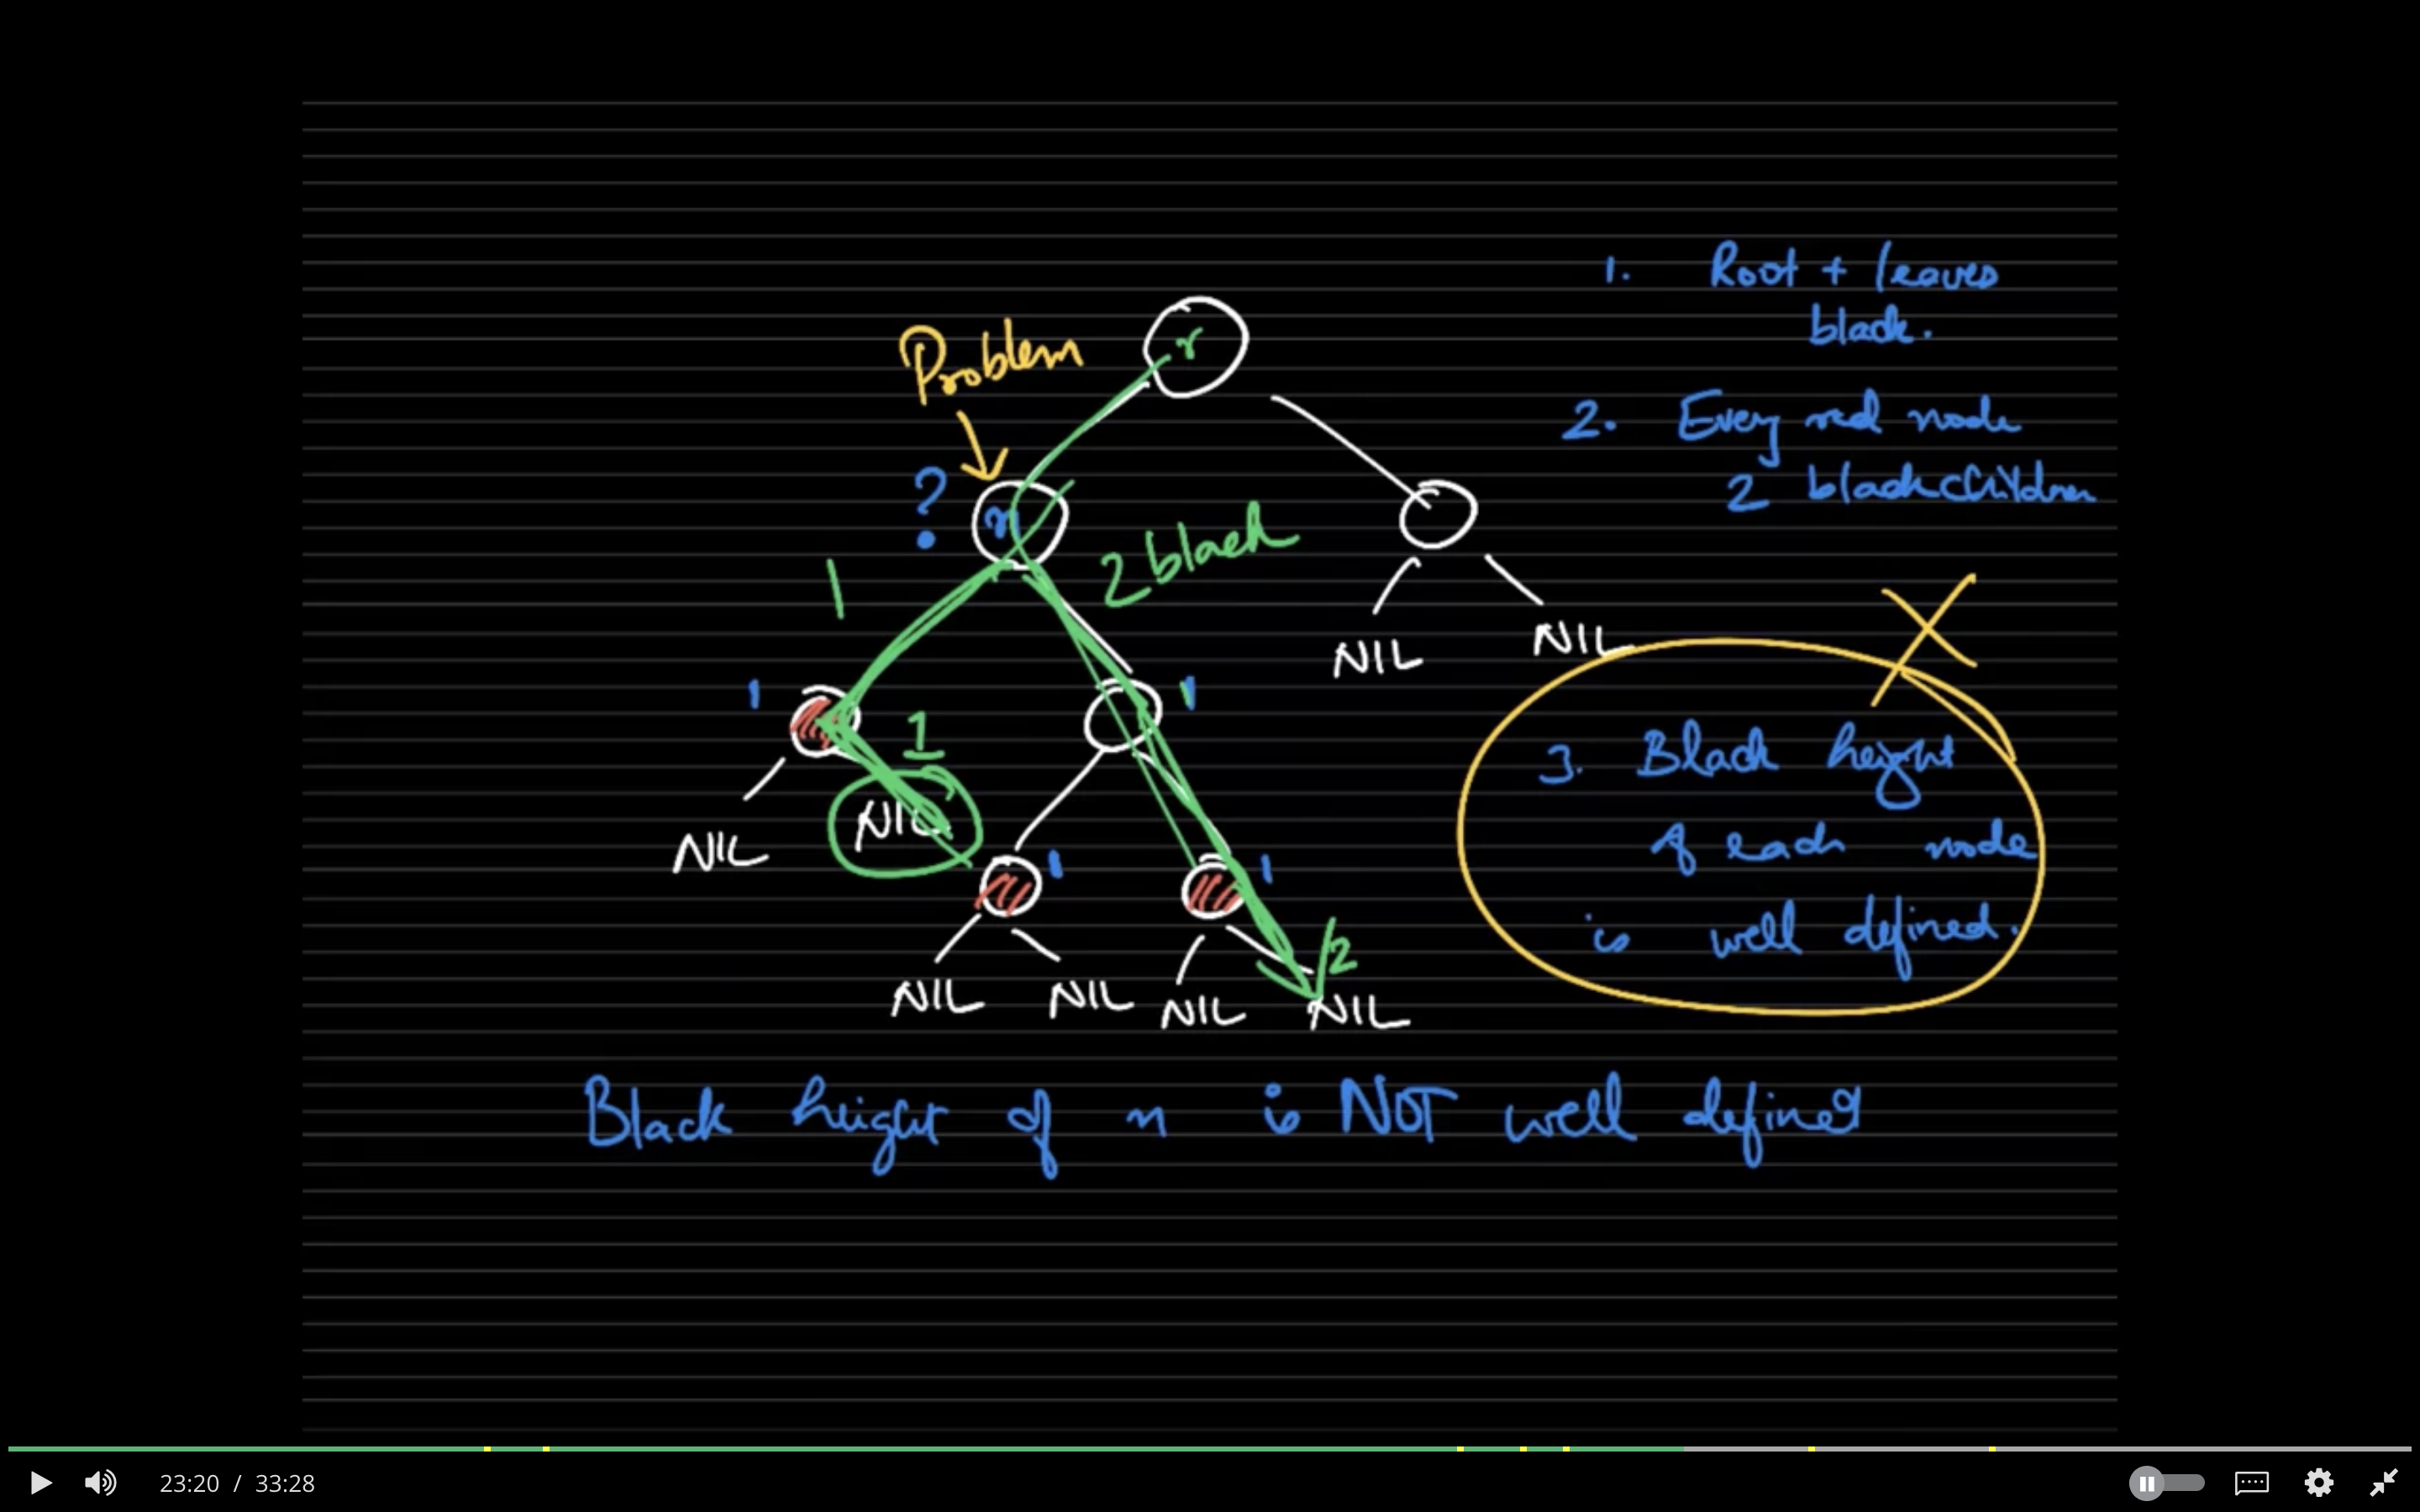 1. Root + leaves
black.
Problem
r
2. Every red node
2 black children
?
n
2 black
1
NIL
NIL
1
1
1
3. Black height
of each node
is well defined.
NIL
NIL
1
1
2
NIL
NIL
NIL
NIL
Black height of n is NOT well defined
23:20 / 33:28